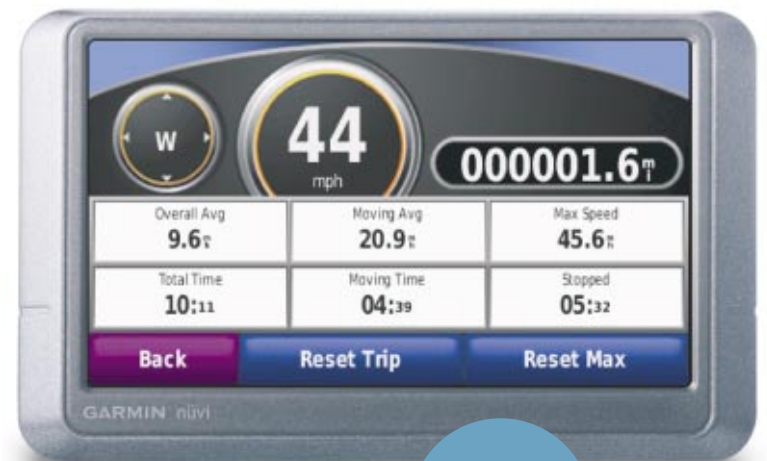 W
44
mph
000001.6 mi
Overall Avg Moving Avg Max Speed
9.6 20.9 45.6
Total Time Moving Time Stopped
10:11 04:39 05:32
Back Reset Trip Reset Max
GARMIN nüvi